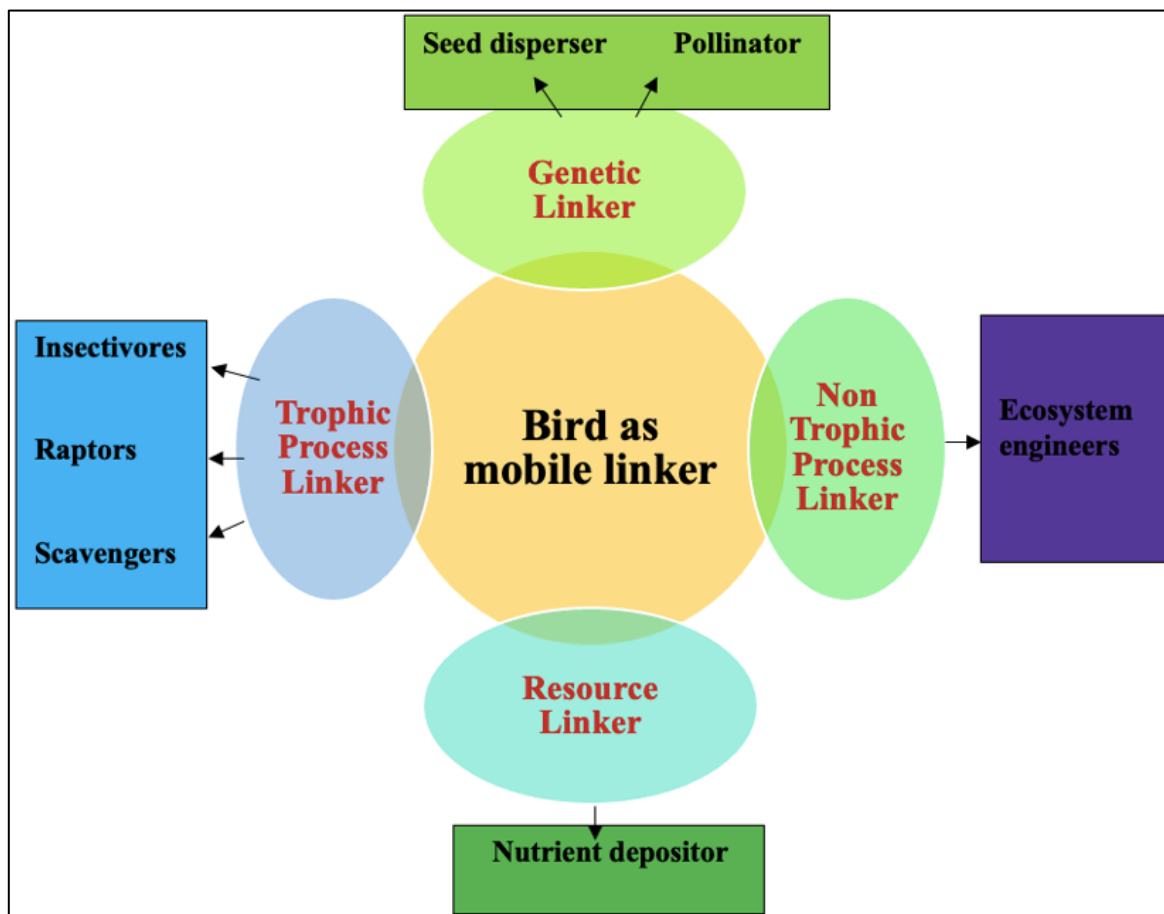 Seed disperser Pollinator
Genetic
Linker
Insectivores
Raptors
Scavengers
Trophic
Process
Linker
Bird as
mobile linker
Non
Trophic
Process
Linker
Ecosystem
engineers
Resource
Linker
Nutrient depositor